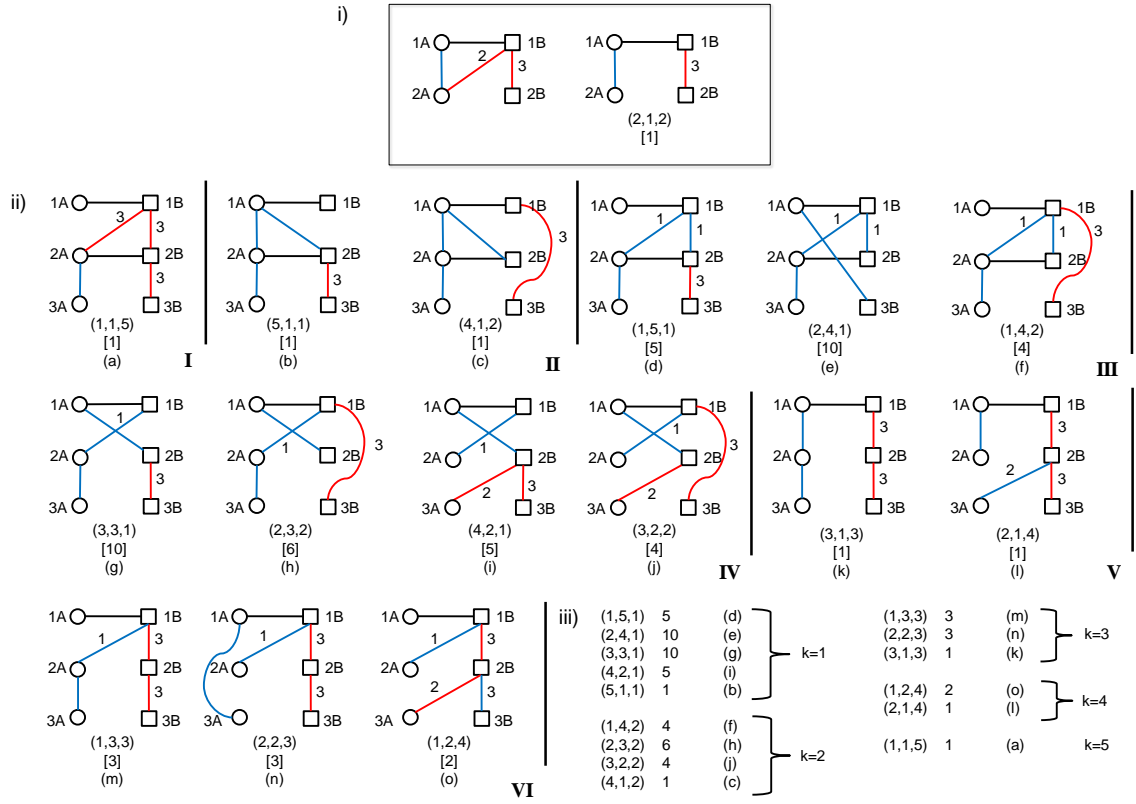 i)
1A 1B 1A 1B
2 3 3
2A 2B 2A 2B
(2,1,2)
[1]
ii)
1A 1B 1A 1B 1A 1B 1A 1B 1A 1B 1A 1B
3 3 3 1 1 1 1 1 1 3
2A 2B 2A 2B 2A 2B 2A 2B 2A 2B 2A 2B
3 3 3
3A 3B 3A 3B 3A 3B 3A 3B 3A 3B 3A 3B
(1,1,5) (5,1,1) (4,1,2) (1,5,1) (2,4,1) (1,4,2)
[1] [1] [1] [5] [10] [4]
(a) I (b) (c) II (d) (e) (f) III
1A 1B 1A 1B 1A 1B 1A 1B 1A 1B 1A 1B
1 1 3 1 1 3 3 3
2A 2B 2A 2B 2A 2B 2A 2B 2A 2B 2A 2B
3 2 3 2 3 2 3
3A 3B 3A 3B 3A 3B 3A 3B 3A 3B 3A 3B
(3,3,1) (2,3,2) (4,2,1) (3,2,2) (3,1,3) (2,1,4)
[10] [6] [5] [4] [1] [1]
(g) (h) (i) (j) IV (k) (l) V
1A 1B 1A 1B 1A 1B
1 3 1 3 1 3
2A 2B 2A 2B 2A 2B
3 3 2 3
3A 3B 3A 3B 3A 3B
(1,3,3) (2,2,3) (1,2,4)
[3] [3] [2]
(m) (n) (o) VI
iii)
(1,5,1) 5 (d)
(2,4,1) 10 (e)
(3,3,1) 10 (g) k=1
(4,2,1) 5 (i)
(5,1,1) 1 (b)
(1,4,2) 4 (f)
(2,3,2) 6 (h) k=2
(3,2,2) 4 (j)
(4,1,2) 1 (c)
(1,3,3) 3 (m)
(2,2,3) 3 (n) k=3
(3,1,3) 1 (k)
(1,2,4) 2 (o) k=4
(2,1,4) 1 (l)
(1,1,5) 1 (a) k=5